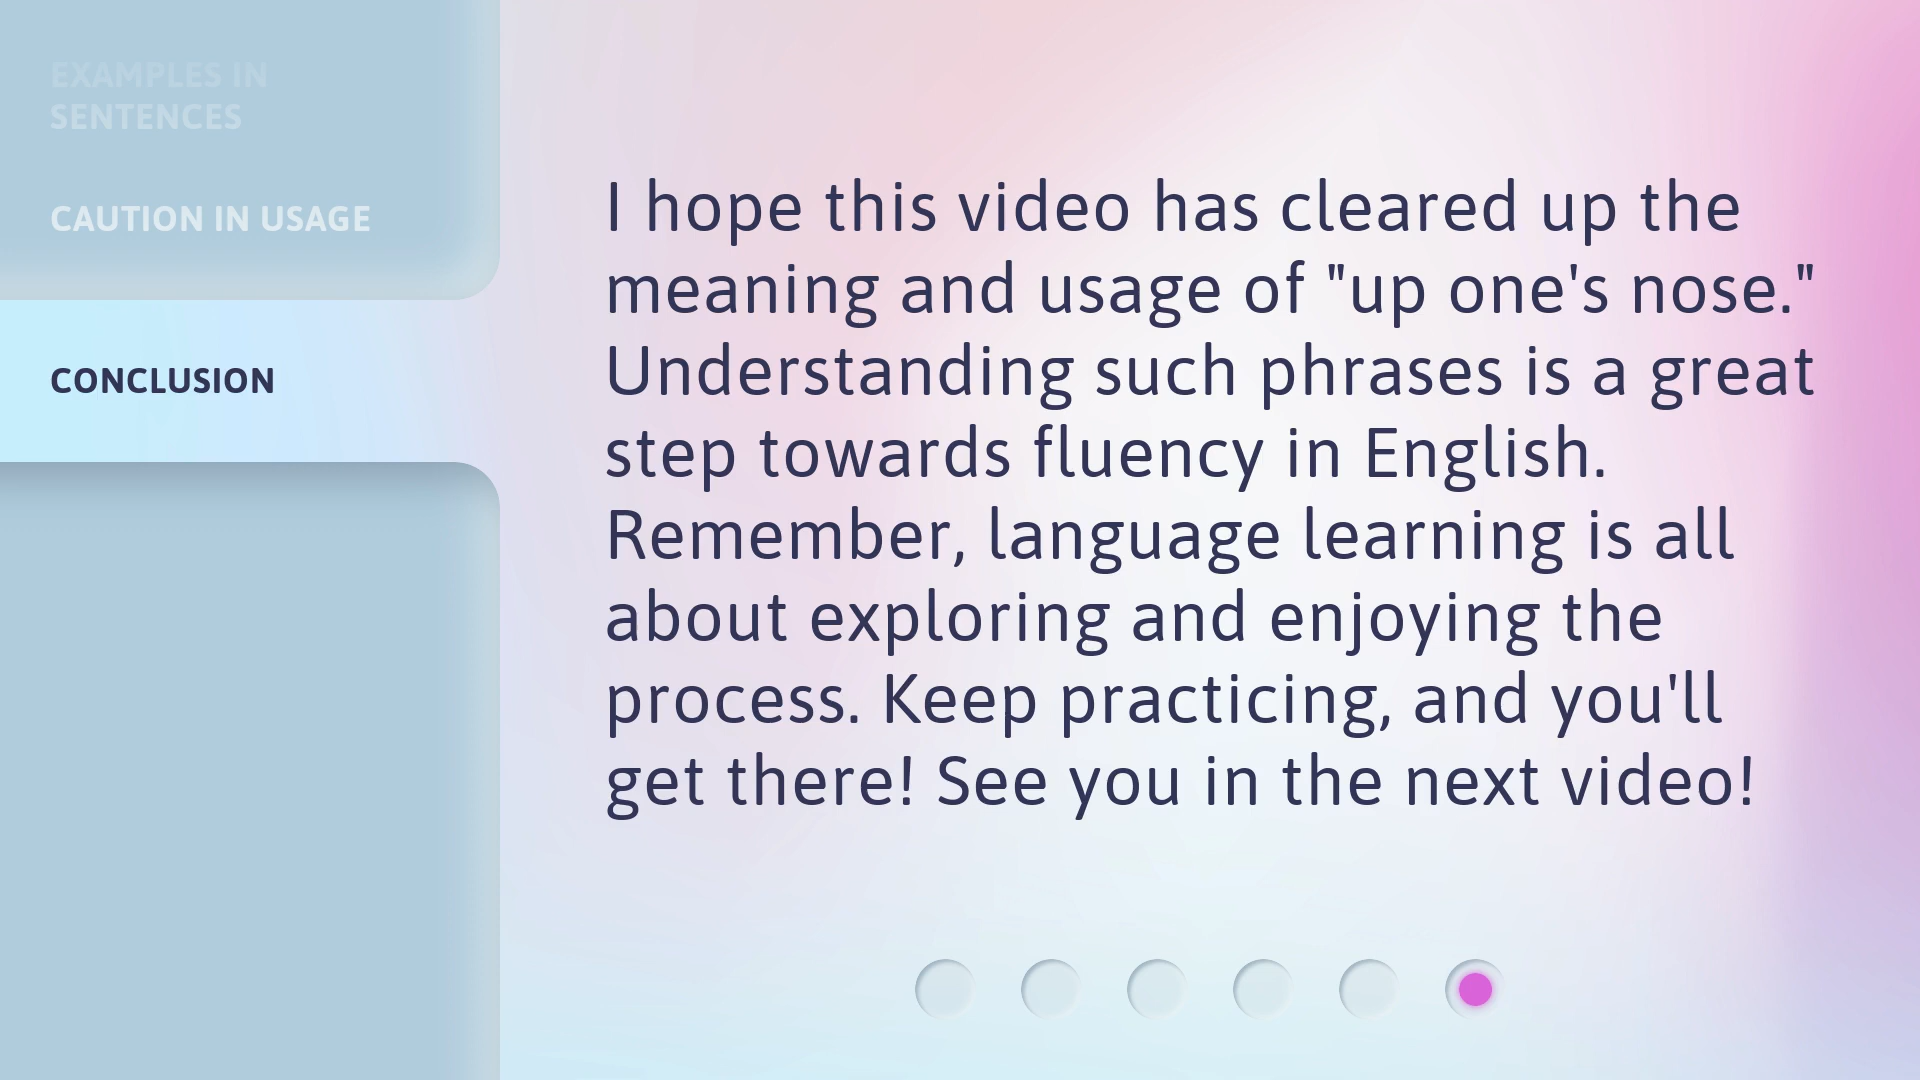 EXAMPLES IN
SENTENCES
CAUTION IN USAGE
CONCLUSION
I hope this video has cleared up the
meaning and usage of "up one's nose."
Understanding such phrases is a great
step towards fluency in English.
Remember, language learning is all
about exploring and enjoying the
process. Keep practicing, and you'll
get there! See you in the next video!